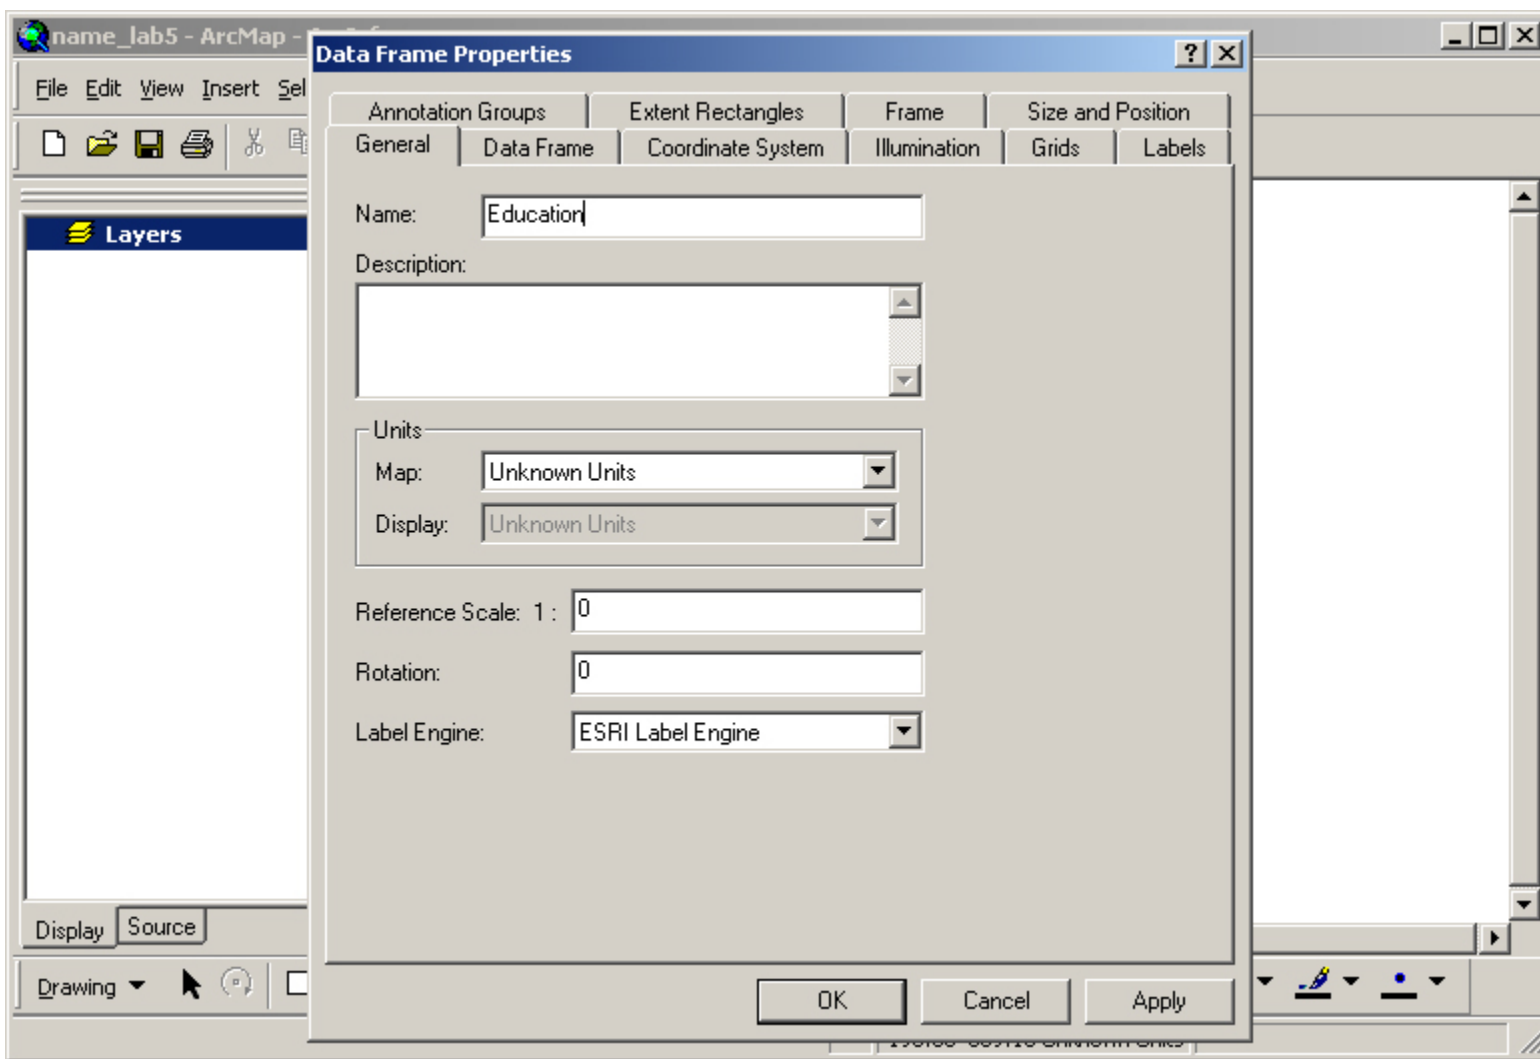 name_lab5 - ArcMap -
Data Frame Properties
File Edit View Insert Sel
Annotation Groups Extent Rectangles Frame Size and Position
General Data Frame Coordinate System Illumination Grids Labels
Name: Education
Layers
Description:
Units
Map: Unknown Units
Display: Unknown Units
Reference Scale: 1 : 0
Rotation: 0
Label Engine: ESRI Label Engine
Display Source
Drawing
OK Cancel Apply
Unknown Units